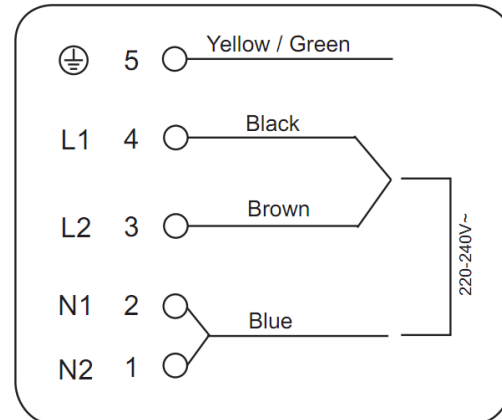 5 Yellow / Green
L1 4 Black
L2 3 Brown
N1 2
Blue
N2 1
220-240V~